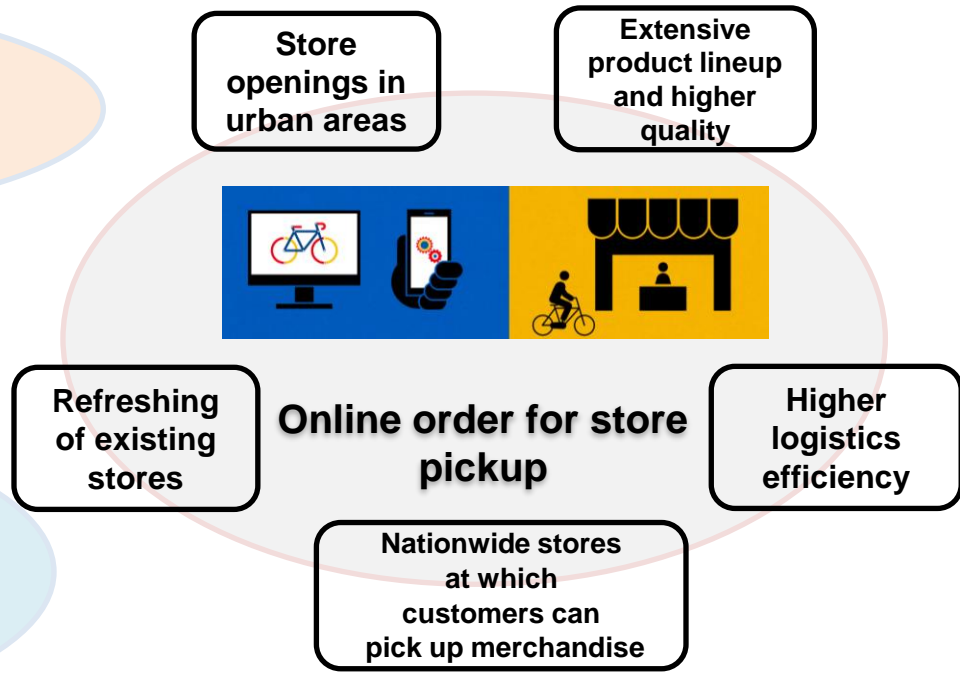 Store
openings in
urban areas
Extensive
product lineup
and higher
quality
Refreshing
of existing
stores
Online order for store
pickup
Higher
logistics
efficiency
Nationwide stores
at which
customers can
pick up merchandise